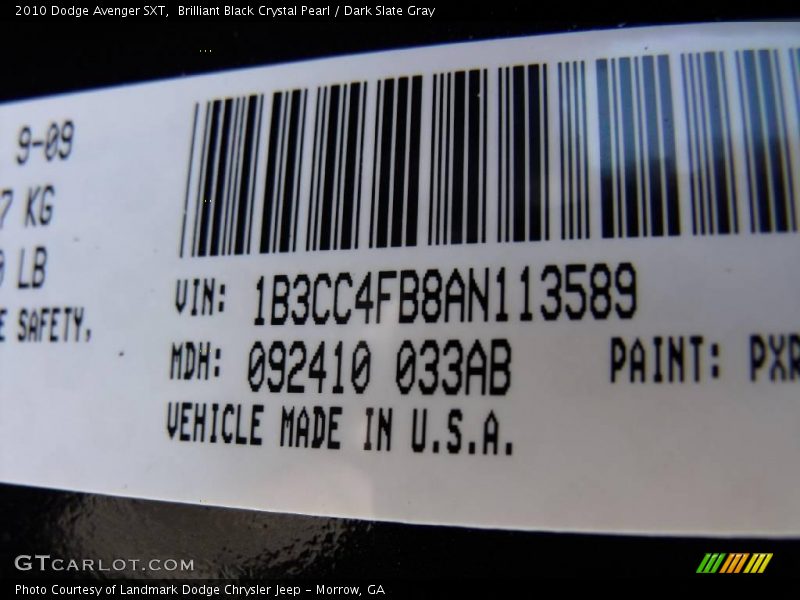 2010 Dodge Avenger SXT,  Brilliant Black Crystal Pearl / Dark Slate Gray
9-09
7 KG
LB
SAFETY,
VIN: 1B3CC4FB8AN113589
MDH: 092410 033AB
PAINT: PXR
VEHICLE MADE IN U.S.A.
GTCARLOT.COM
Photo Courtesy of Landmark Dodge Chrysler Jeep - Morrow, GA